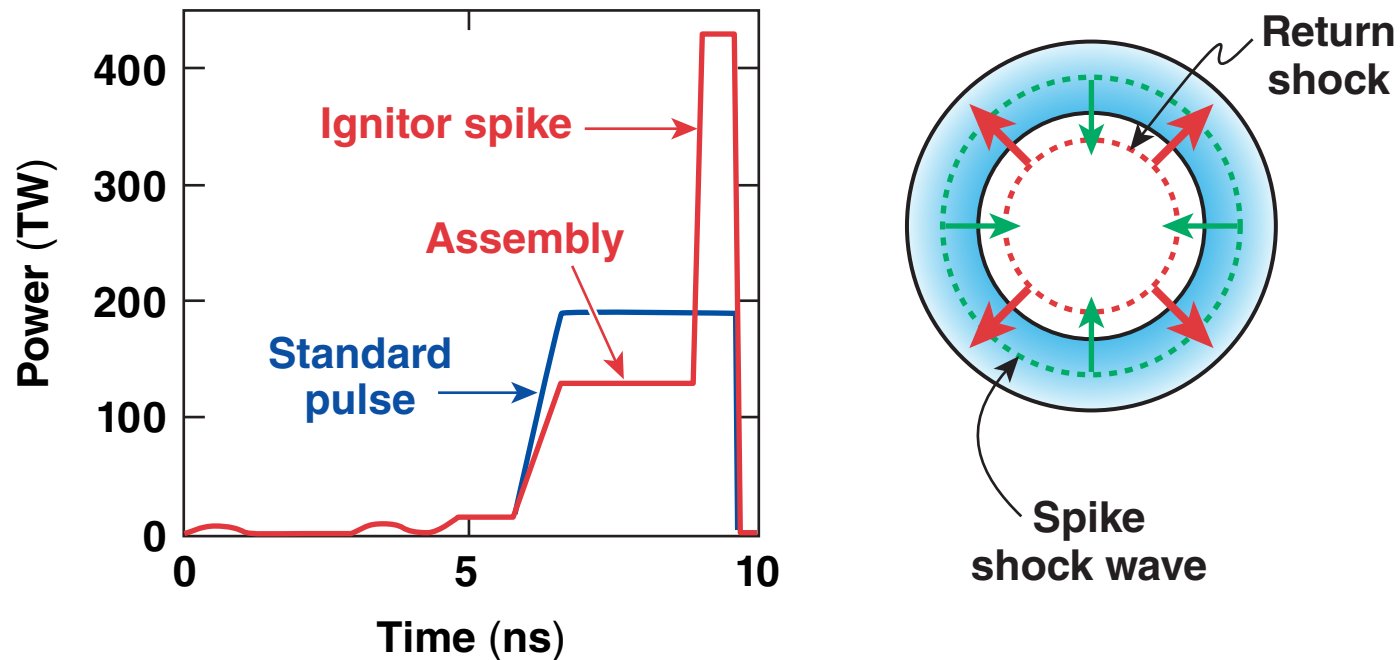 400
300
200
100
0
Power (TW)
0
5
10
Time (ns)
Ignitor spike
Assembly
Standard
pulse
Return
shock
Spike
shock wave